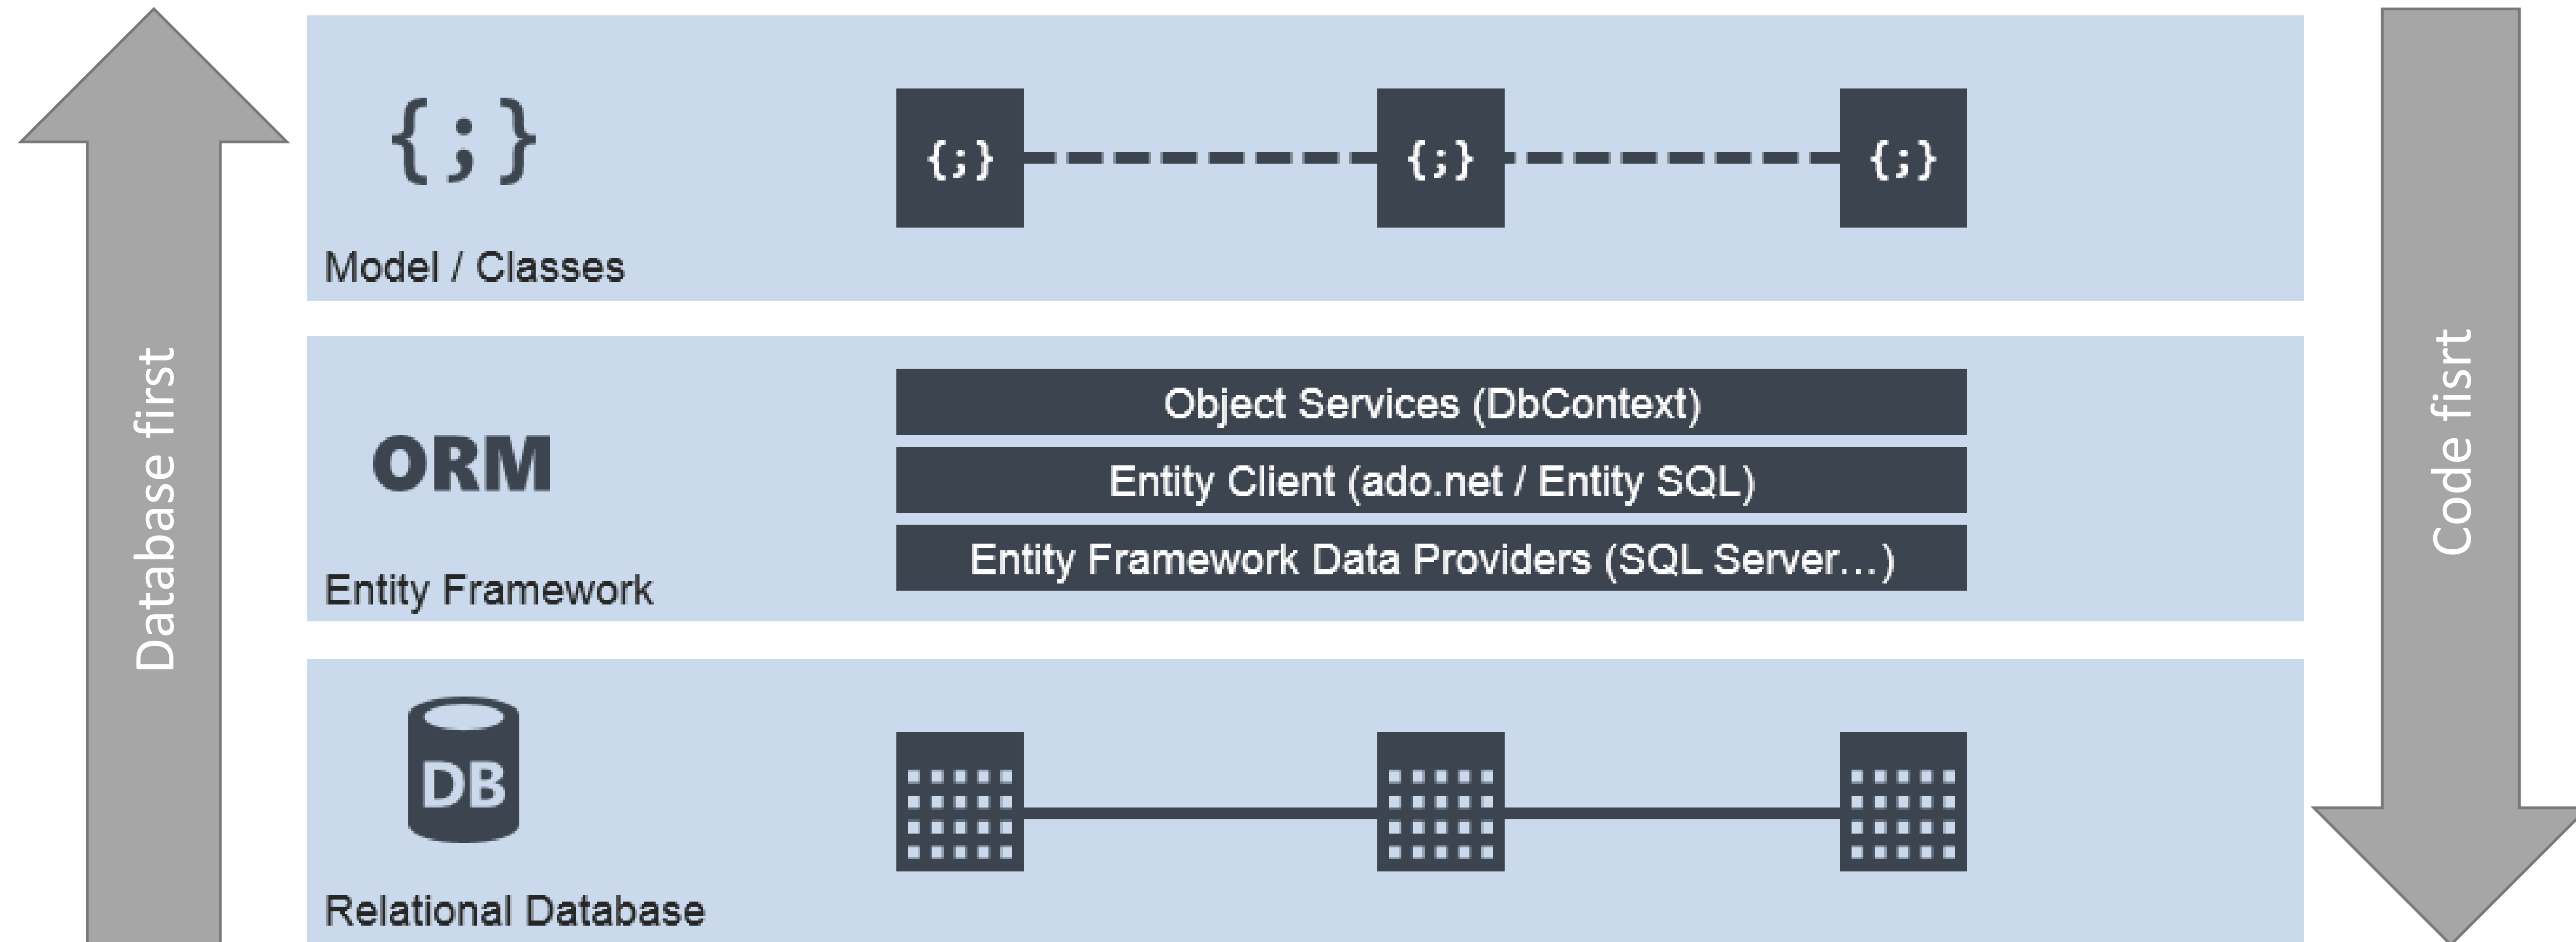 Database first
{;}
{;}
{;}
{;}
Model / Classes
ORM
Entity Framework
Object Services (DbContext)
Entity Client (ado.net / Entity SQL)
Entity Framework Data Providers (SQL Server...)
DB
Relational Database
Code fisrt